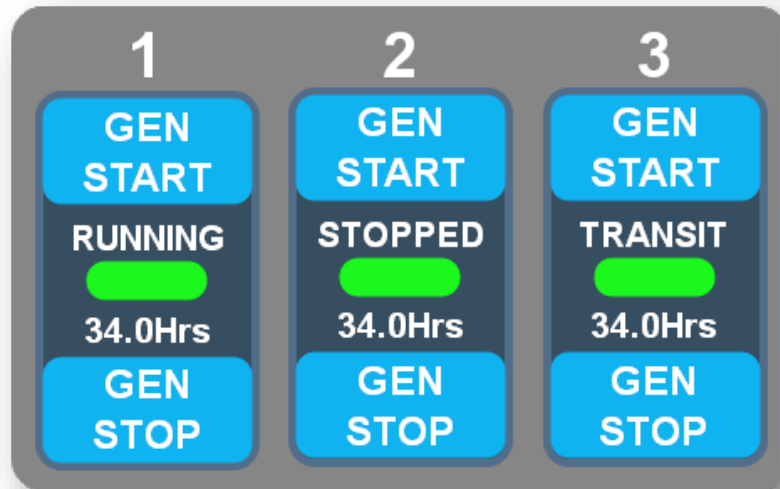 1
GEN
START
RUNNING
34.0Hrs
GEN
STOP
2
GEN
START
STOPPED
34.0Hrs
GEN
STOP
3
GEN
START
TRANSIT
34.0Hrs
GEN
STOP